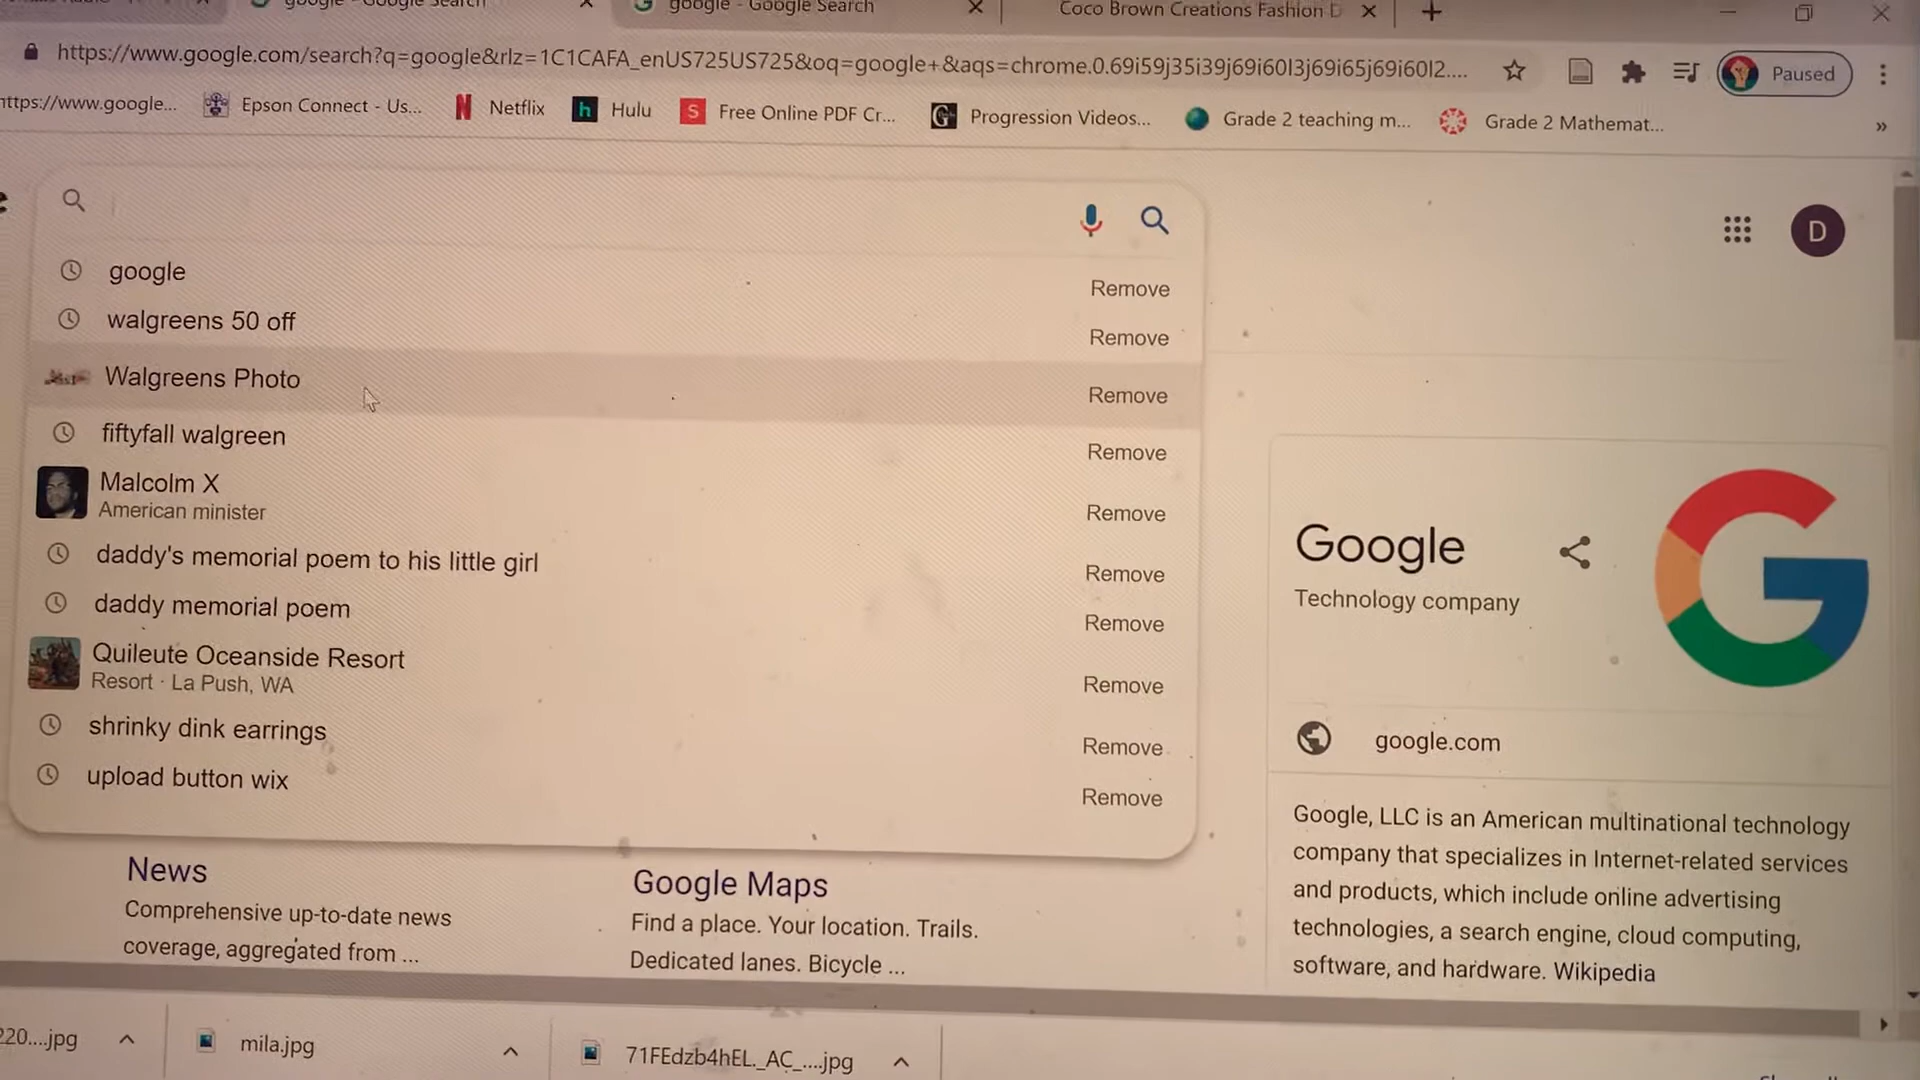 google - Google Search
Coco Brown Creations Fashion D
https://www.google.com/search?q=google&rlz=1C1CAFA_enUS725US725&oq=google+&aqs=chrome.0.69i59j35i39j69i60l3j69i65j69i60l2....
Paused
ttps://www.google...
Epson Connect - Us...
Netflix
Hulu
Free Online PDF Cr...
Progression Videos...
Grade 2 teaching m...
Grade 2 Mathemat...
»
D
google
Remove
walgreens 50 off
Remove
Walgreens Photo
Remove
fiftyfall walgreen
Remove
Malcolm X
American minister
Remove
daddy's memorial poem to his little girl
Remove
daddy memorial poem
Remove
Quileute Oceanside Resort
Resort · La Push, WA
Remove
shrinky dink earrings
Remove
upload button wix
Remove
Google
Technology company
google.com
Google, LLC is an American multinational technology
company that specializes in Internet-related services
and products, which include online advertising
technologies, a search engine, cloud computing,
software, and hardware. Wikipedia
News
Comprehensive up-to-date news
coverage, aggregated from ...
Google Maps
Find a place. Your location. Trails.
Dedicated lanes. Bicycle ...
220....jpg
mila.jpg
71FEdzb4hEL._AC_....jpg